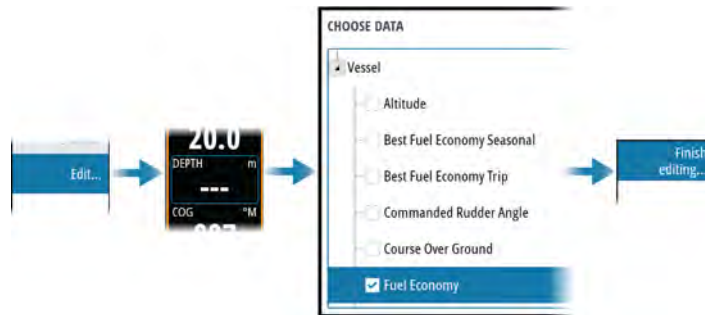 Edit...
20.0
DEPTH m
---
COG °M
CHOOSE DATA
Vessel
Altitude
Best Fuel Economy Seasonal
Best Fuel Economy Trip
Commanded Rudder Angle
Course Over Ground
Fuel Economy
Finish
editing...